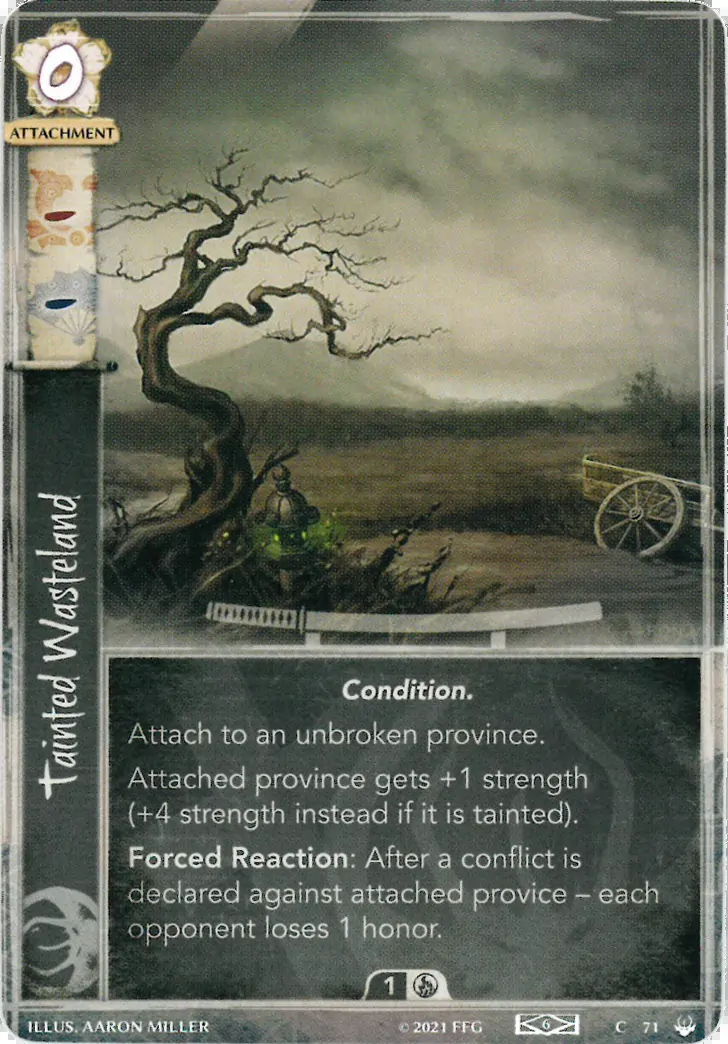 0
ATTACHMENT
Tainted Wasteland
Condition.
Attach to an unbroken province.
Attached province gets +1 strength
(+4 strength instead if it is tainted).
Forced Reaction: After a conflict is
declared against attached provice – each
opponent loses 1 honor.
1
ILLUS. AARON MILLER
© 2021 FFG
6
C 71